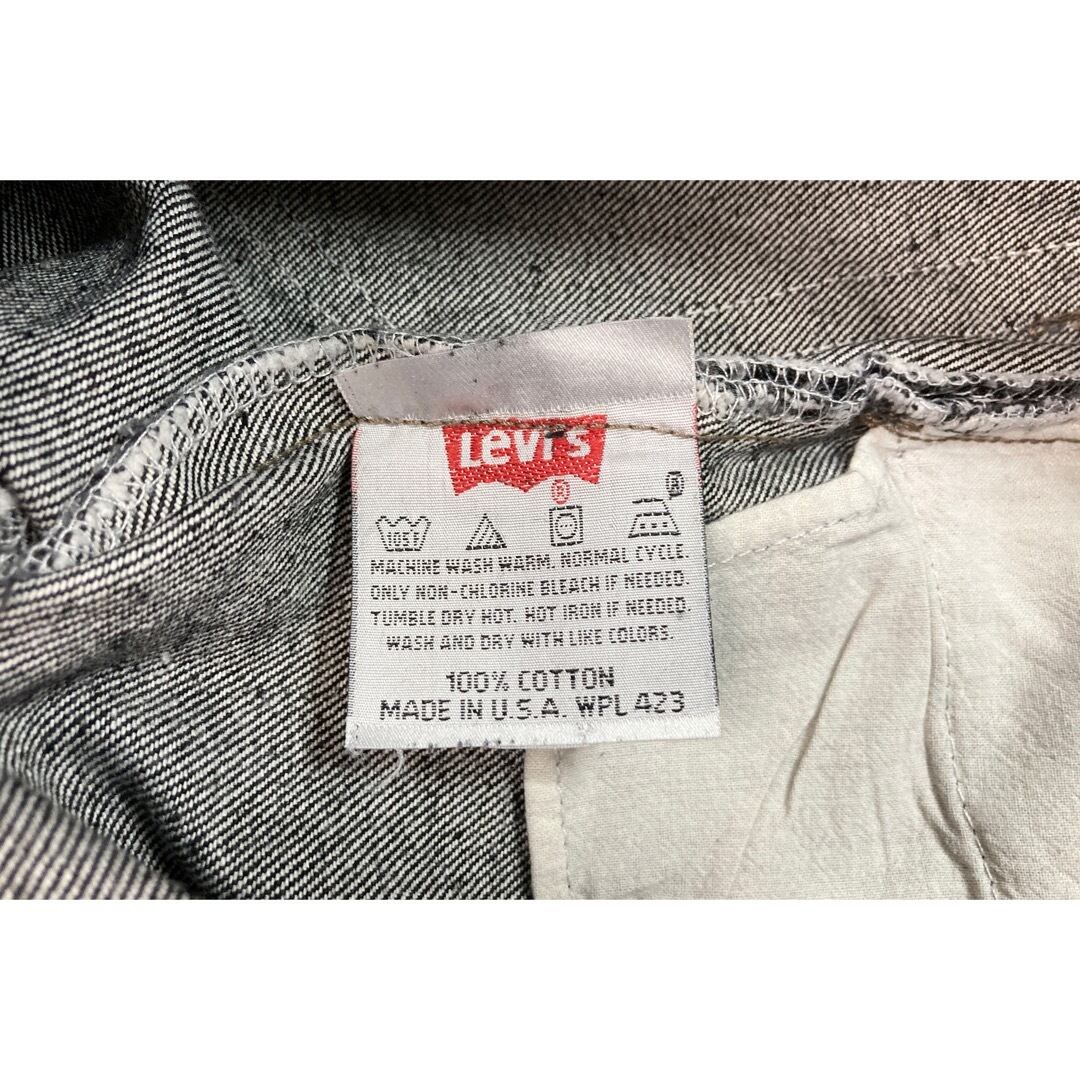 Levi's
®
®
MACHINE WASH WARM. NORMAL CYCLE.
ONLY NON-CHLORINE BLEACH IF NEEDED.
TUMBLE DRY HOT. HOT IRON IF NEEDED.
WASH AND DRY WITH LIKE COLORS.
100% COTTON
MADE IN U.S.A. WPL 423